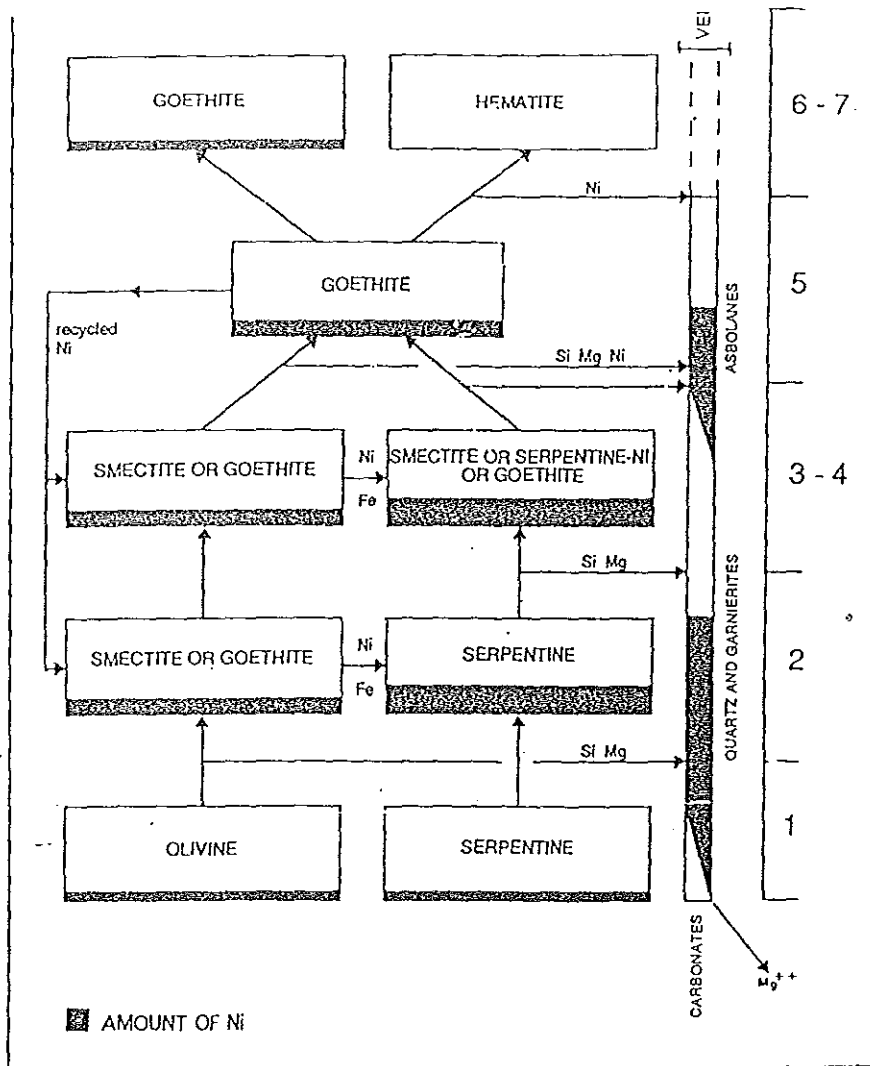 VEI
GOETHITE
HEMATITE
6 - 7
Ni
GOETHITE
5
recycled
Ni
Si Mg Ni
ASBOLANES
SMECTITE OR GOETHITE
Ni
Fe
SMECTITE OR SERPENTINE-NI
OR GOETHITE
3 - 4
Si Mg
QUARTZ AND GARNIERITES
SMECTITE OR GOETHITE
Ni
Fe
SERPENTINE
2
Si Mg
OLIVINE
SERPENTINE
1
CARBONATES
Mg++
AMOUNT OF Ni